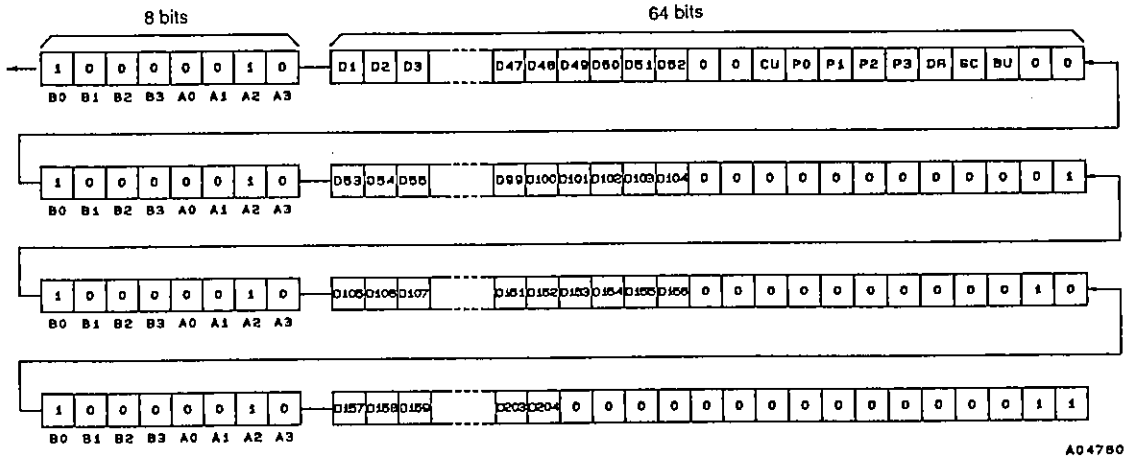 8 bits 64 bits
1 0 0 0 0 0 1 0 D1 D2 D3 D47 D48 D49 D50 D51 D52 0 0 CU P0 P1 P2 P3 DR SC BU 0 0
B0 B1 B2 B3 A0 A1 A2 A3
1 0 0 0 0 0 1 0 D53 D54 D55 D99 D100 D101 D102 D103 D104 0 0 0 0 0 0 0 0 0 0 0 1
B0 B1 B2 B3 A0 A1 A2 A3
1 0 0 0 0 0 1 0 D105 D106 D107 D151 D152 D153 D154 D155 D156 0 0 0 0 0 0 0 0 0 0 1 0
B0 B1 B2 B3 A0 A1 A2 A3
1 0 0 0 0 0 1 0 D157 D158 D159 D203 D204 0 0 0 0 0 0 0 0 0 0 0 0 0 0 1 1
B0 B1 B2 B3 A0 A1 A2 A3
A04780